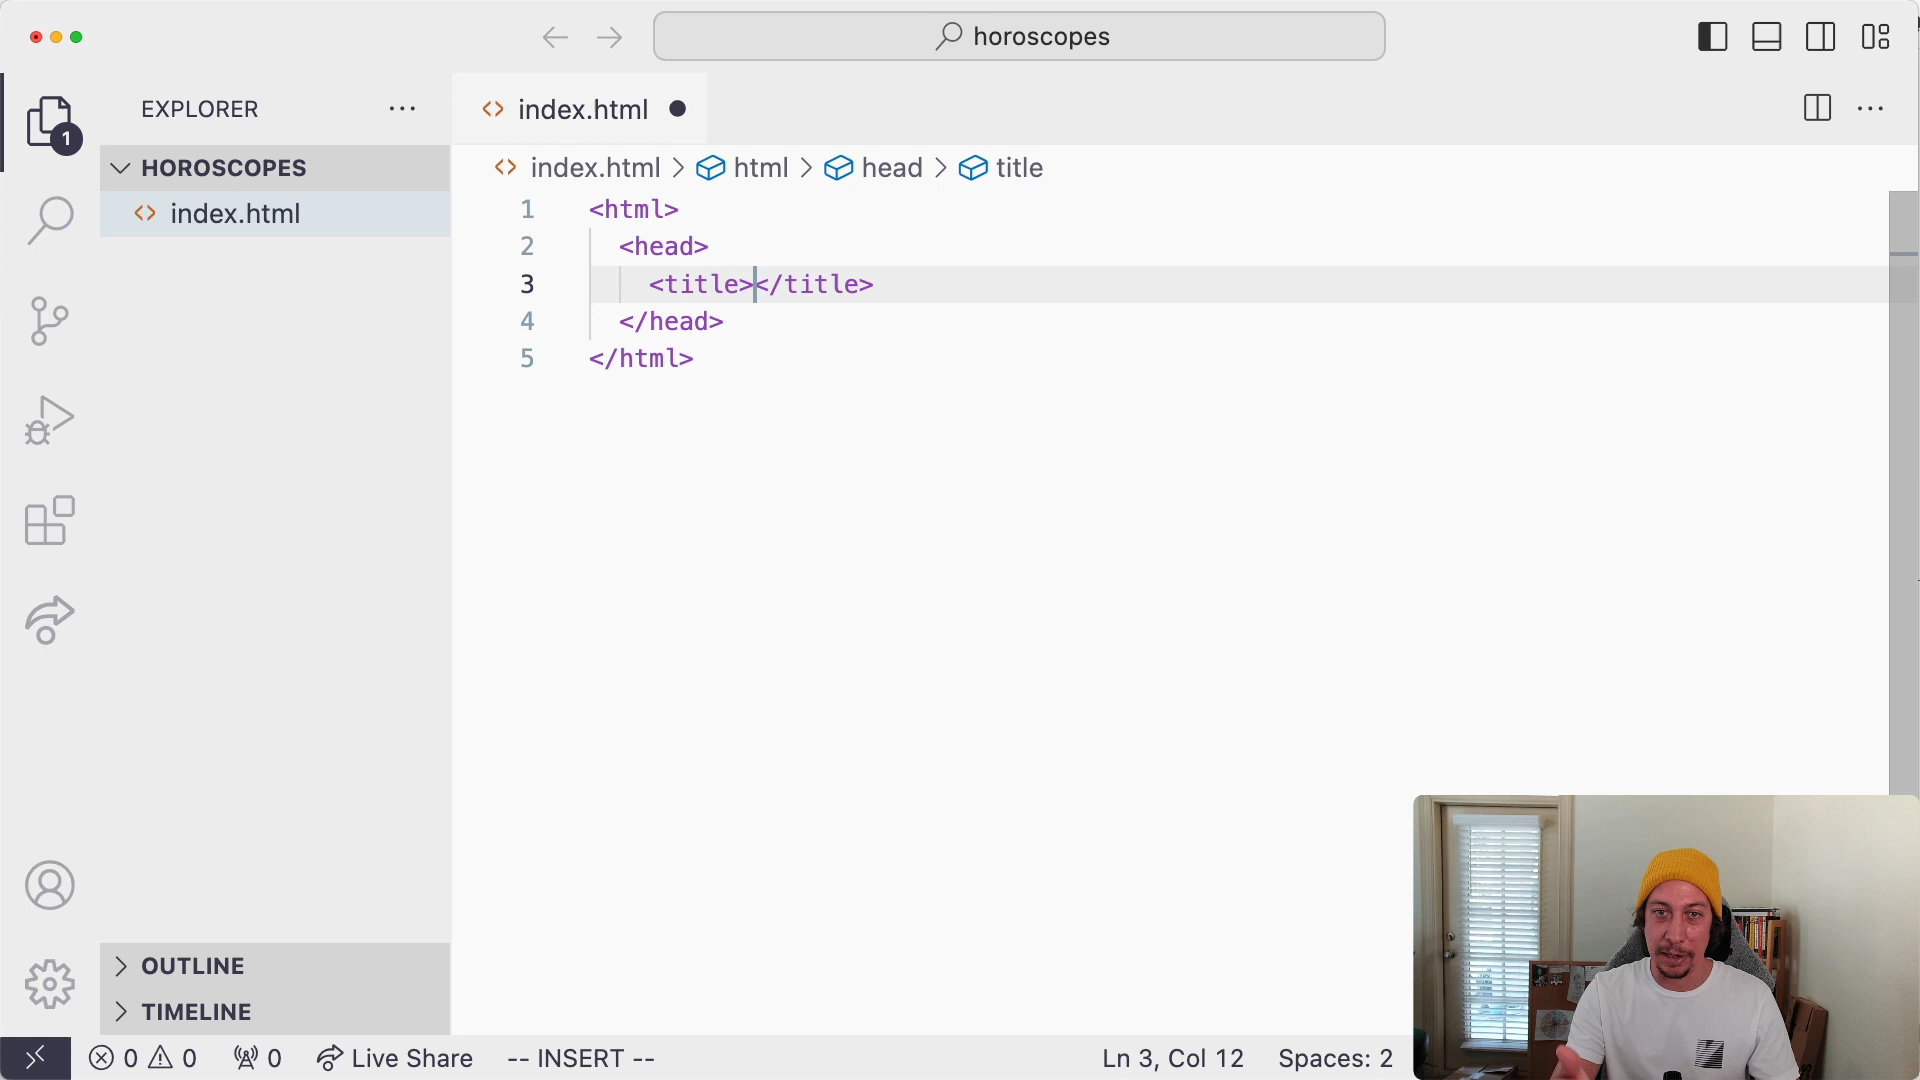 horoscopes
EXPLORER
index.html
1
HOROSCOPES
index.html > html > head > title
index.html
1 <html>
2 <head>
3 <title></title>
4 </head>
5 </html>
OUTLINE
TIMELINE
0 0 0 Live Share -- INSERT -- Ln 3, Col 12 Spaces: 2